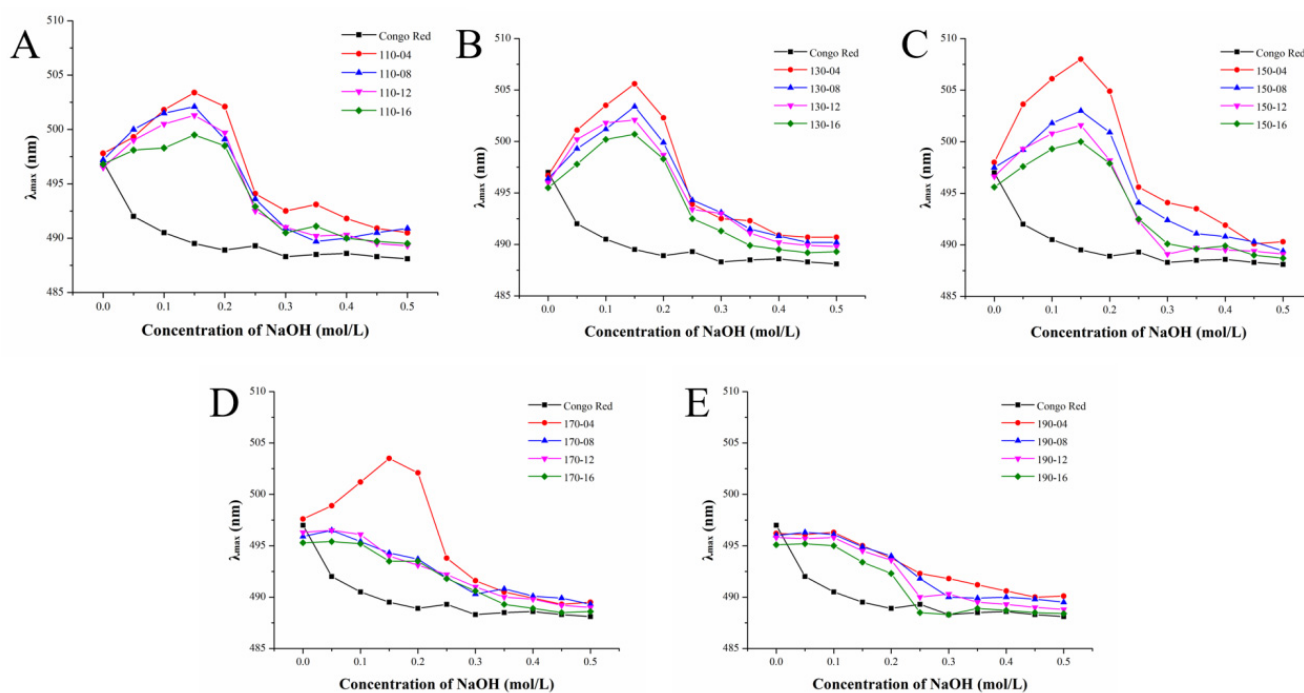 A
510
505
500
495
490
485
λmax (nm)
0.0 0.1 0.2 0.3 0.4 0.5
Concentration of NaOH (mol/L)
Congo Red
110-04
110-08
110-12
110-16
B
510
505
500
495
490
485
λmax (nm)
0.0 0.1 0.2 0.3 0.4 0.5
Concentration of NaOH (mol/L)
Congo Red
130-04
130-08
130-12
130-16
C
510
505
500
495
490
485
λmax (nm)
0.0 0.1 0.2 0.3 0.4 0.5
Concentration of NaOH (mol/L)
Congo Red
150-04
150-08
150-12
150-16
D
510
505
500
495
490
485
λmax (nm)
0.0 0.1 0.2 0.3 0.4 0.5
Concentration of NaOH (mol/L)
Congo Red
170-04
170-08
170-12
170-16
E
510
505
500
495
490
485
λmax (nm)
0.0 0.1 0.2 0.3 0.4 0.5
Concentration of NaOH (mol/L)
Congo Red
190-04
190-08
190-12
190-16